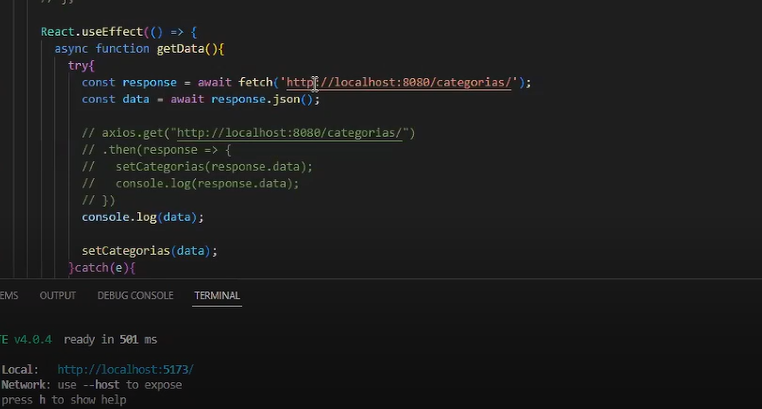 // });
React.useEffect(() => {
async function getData(){
try{
const response = await fetch('http://localhost:8080/categorias/');
const data = await response.json();
// axios.get("http://localhost:8080/categorias/")
// .then(response => {
//   setCategorias(response.data);
//   console.log(response.data);
// })
console.log(data);
setCategorias(data);
}catch(e){
EMS OUTPUT DEBUG CONSOLE TERMINAL
TE v4.0.4 ready in 501 ms
Local: http://localhost:5173/
Network: use --host to expose
press h to show help